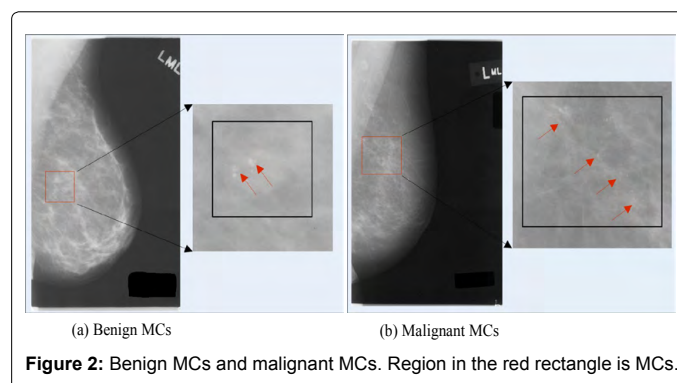 LML
LML
(a) Benign MCs
(b) Malignant MCs
Figure 2: Benign MCs and malignant MCs. Region in the red rectangle is MCs.